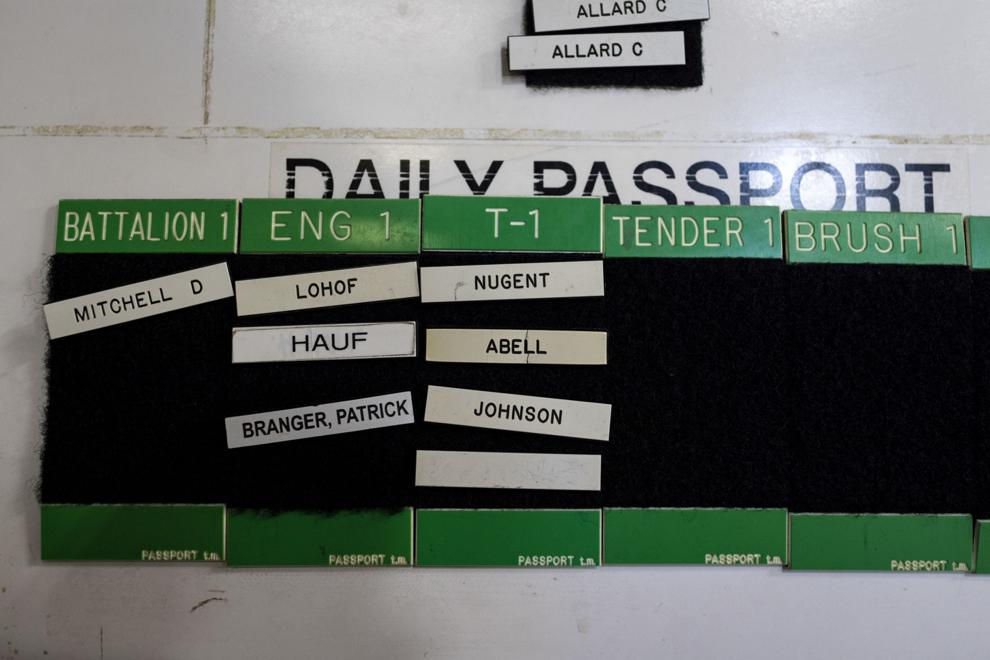 ALLARD C
ALLARD C
DAILY PASSPORT
BATTALION 1
ENG 1
T-1
TENDER 1
BRUSH 1
MITCHELL D
LOHOF
NUGENT
HAUF
ABELL
BRANGER, PATRICK
JOHNSON
PASSPORT t.m.
PASSPORT t.m.
PASSPORT t.m.
PASSPORT t.m.
PASSPORT t.m.